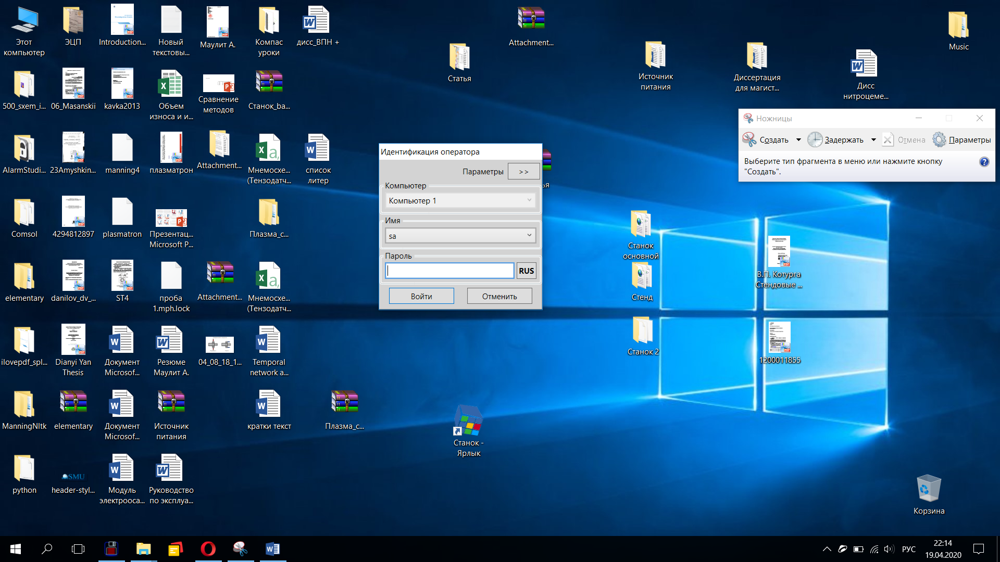 Этот
компьютер
ЭЦП
Introduction...
Новый
текстовы...
Маулит А.
Компас
уроки
дисс_ВПН +
Attachment...
Music
Статья
Источник
питания
Диссертация
для магист...
Дисс
нитроцеме...
500_sxem_i...
06_Masanskii
kavka2013
Объем
износа и и...
Сравнение
методов
Станок_ba...
Ножницы
Создать
Задержать
Отмена
Параметры
Выберите тип фрагмента в меню или нажмите кнопку
"Создать".
AlarmStudi...
23Amyshkin...
manning4
плазматрон
Attachment...
Мнемосхе...
(Тензодатч...
список
литер
Идентификация оператора
Параметры >>
ья
Компьютер
Компьютер 1
Имя
sa
Пароль
RUS
Войти
Отменить
Comsol
4294812897
plasmatron
Презентац...
Microsoft P...
Плазма_с...
Станок
основной
Стенд
В.П. Котурга
Стендовые ...
elementary
danilov_dv_...
ST4
проба
1.mph.lock
Attachment...
Мнемосхе...
(Тензодатч...
ilovepdf_spl...
Dianyi Yan
Thesis
Документ
Microsof...
Резюме
Маулит А.
04_08_18_1...
Temporal
network a...
Станок 2
1200011855
ManningNltk
elementary
Документ
Microsof...
Источник
питания
кратки текст
Плазма_с...
Станок -
Ярлык
python
SMU
header-styl...
Модуль
электрооса...
Руководство
по эксплуа...
Корзина
РУС
22:14
19.04.2020